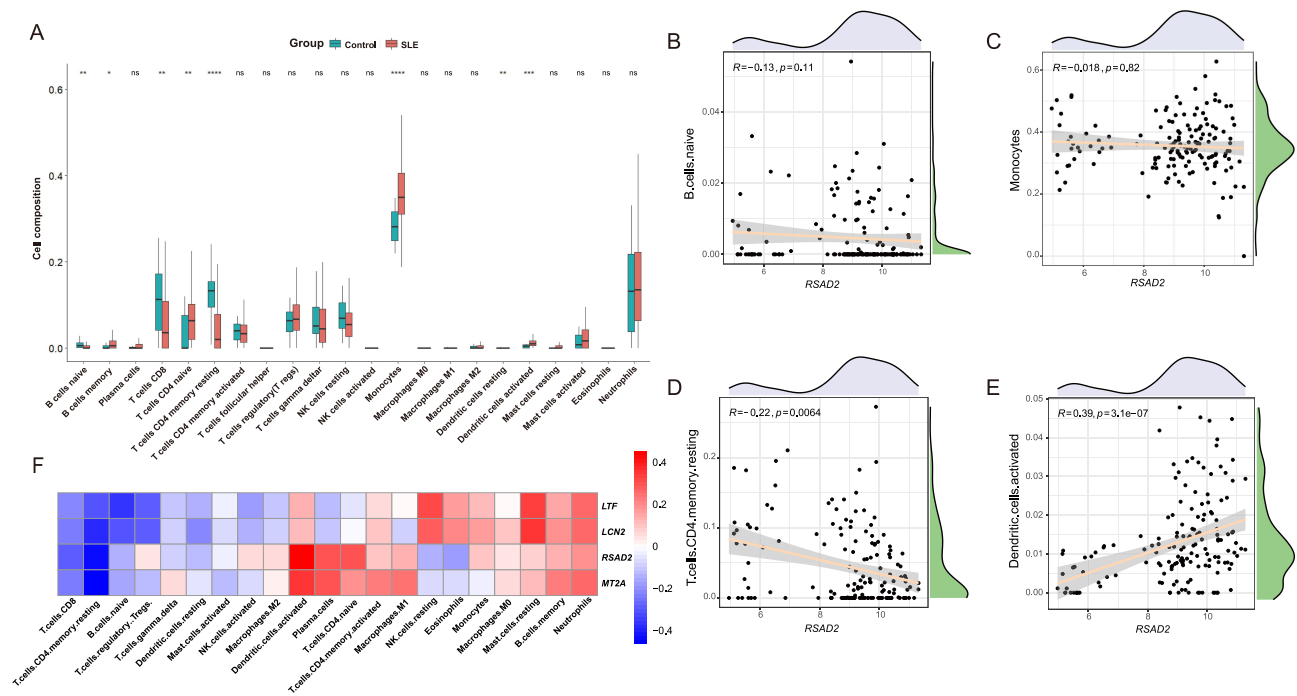 A
Group Control SLE
** * ns ** ** **** ns ns ns ns ns ns **** ns ns ns ** *** ns ns ns ns
0.6
0.4
0.2
0.0
Cell composition
B cells naive
B cells memory
Plasma cells
T cells CD8
T cells CD4 naive
T cells CD4 memory resting
T cells CD4 memory activated
T cells follicular helper
T cells regulatory(T regs)
T cells gamma deltar
NK cells resting
NK cells activated
Monocytes
Macrophages M0
Macrophages M1
Macrophages M2
Dendritic cells resting
Dendritic cells activated
Mast cells resting
Mast cells activated
Eosinophils
Neutrophils
B
R=−0.13, p=0.11
0.04
0.02
0.00
B.cells.naive
6 8 10
RSAD2
C
R=−0.018, p=0.82
0.6
0.4
0.2
0.0
Monocytes
6 8 10
RSAD2
D
R=−0.22, p=0.0064
0.2
0.1
0.0
T.cells.CD4.memory.resting
6 8 10
RSAD2
E
R=0.39, p=3.1e−07
0.05
0.04
0.03
0.02
0.01
0.00
Dendritic.cells.activated
6 8 10
RSAD2
F
LTF
LCN2
RSAD2
MT2A
0.4
0.2
0
−0.2
−0.4
T.cells.CD8
T.cells.CD4.memory.resting
B.cells.naive
T.cells.regulatory.Tregs.
T.cells.gamma.delta
Dendritic.cells.resting
Mast.cells.activated
NK.cells.activated
Macrophages.M2
Dendritic.cells.activated
Plasma.cells
T.cells.CD4.naive
T.cells.CD4.memory.activated
Macrophages.M1
NK.cells.resting
Eosinophils
Monocytes
Macrophages.M0
Mast.cells.resting
B.cells.memory
Neutrophils